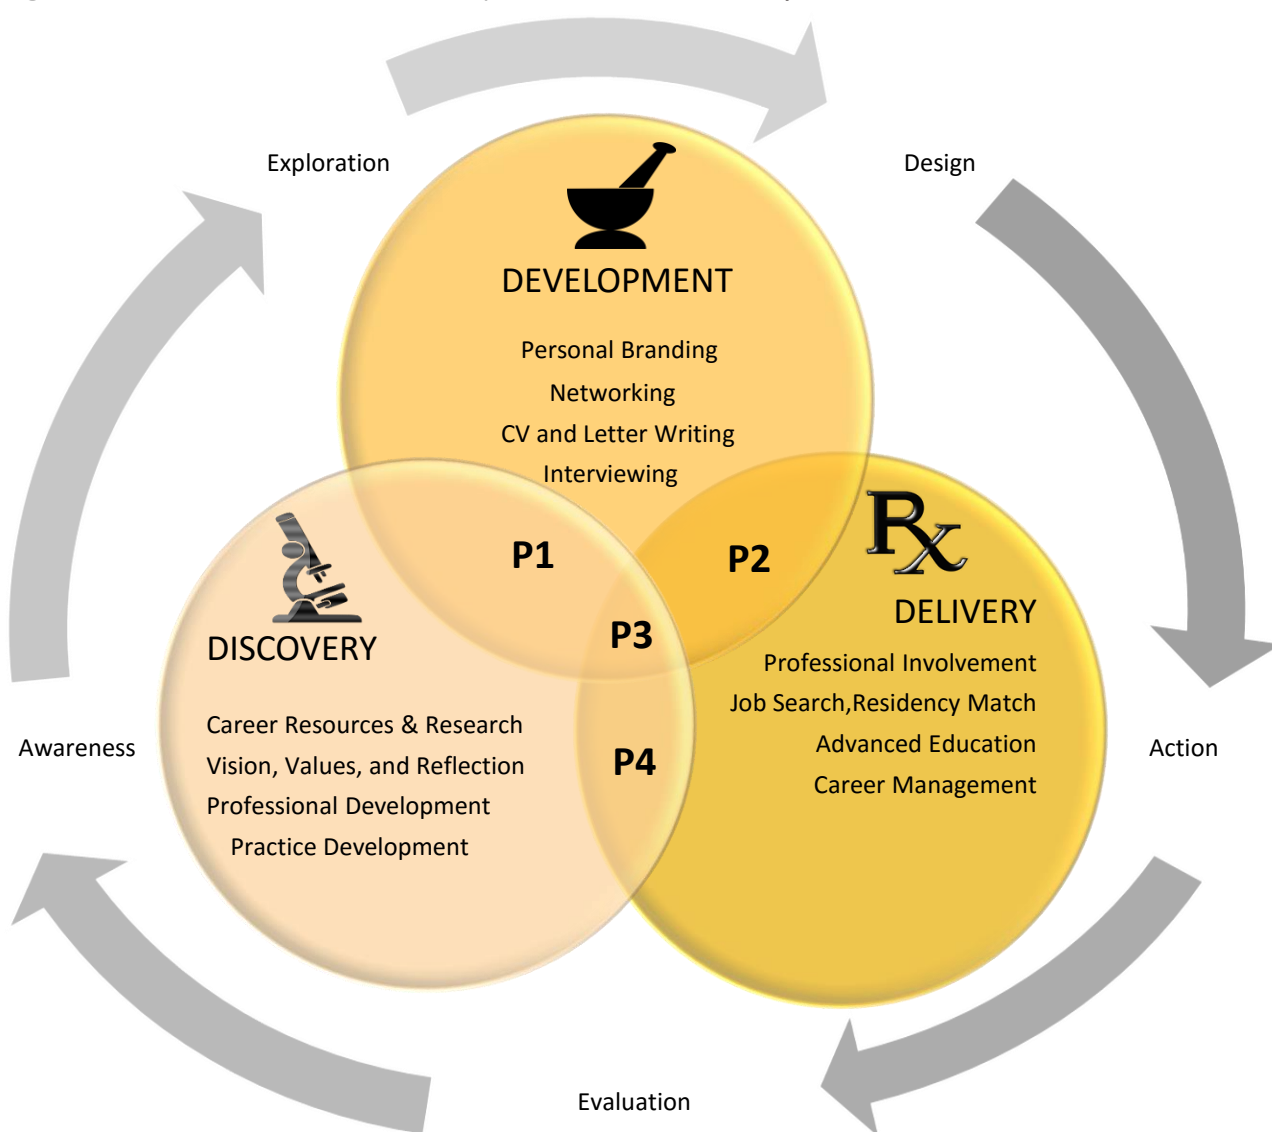 Exploration
Design
DEVELOPMENT
Personal Branding
Networking
CV and Letter Writing
Interviewing
P1
P2
P3
P4
Rx
DELIVERY
Professional Involvement
Job Search,Residency Match
Advanced Education
Career Management
DISCOVERY
Career Resources & Research
Vision, Values, and Reflection
Professional Development
Practice Development
Awareness
Action
Evaluation